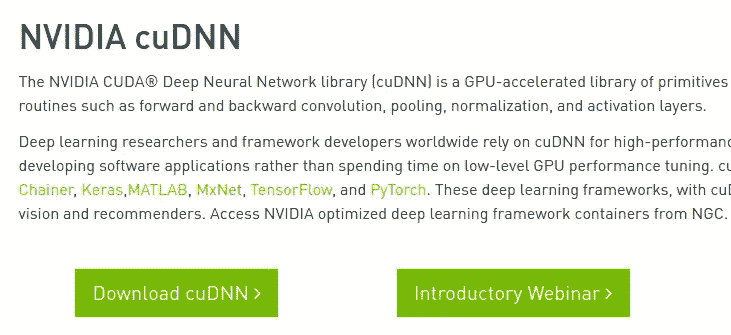 NVIDIA cuDNN
The NVIDIA CUDA® Deep Neural Network library (cuDNN) is a GPU-accelerated library of primitives
routines such as forward and backward convolution, pooling, normalization, and activation layers.
Deep learning researchers and framework developers worldwide rely on cuDNN for high-performanc
developing software applications rather than spending time on low-level GPU performance tuning. cu
Chainer, Keras,MATLAB, MxNet, TensorFlow, and PyTorch. These deep learning frameworks, with cuD
vision and recommenders. Access NVIDIA optimized deep learning framework containers from NGC.
Download cuDNN > Introductory Webinar >